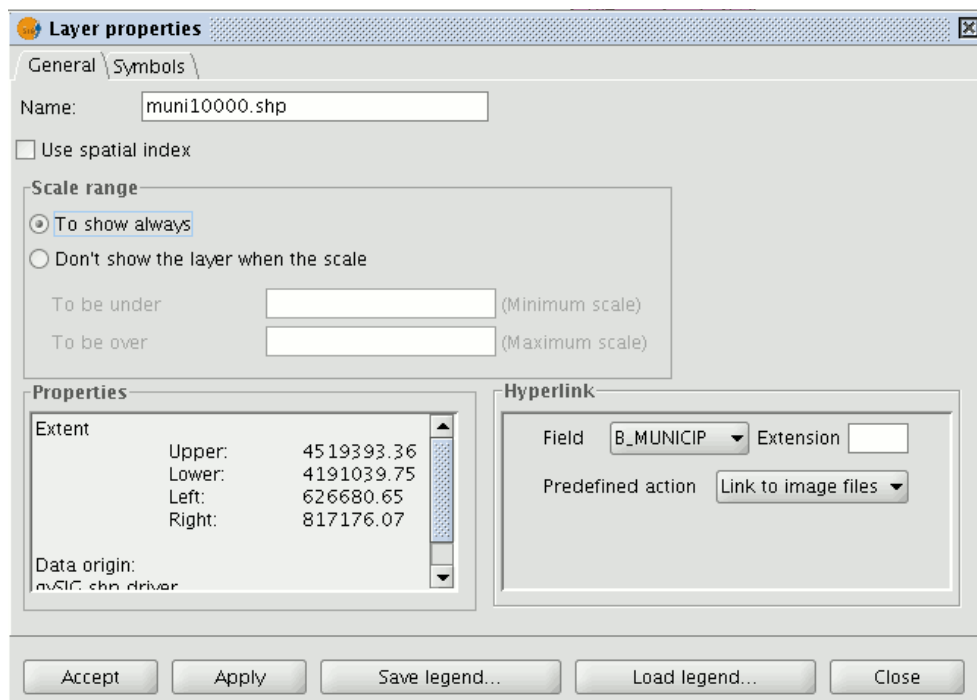 Layer properties
General Symbols
Name: muni10000.shp
Use spatial index
Scale range
To show always
Don't show the layer when the scale
To be under (Minimum scale)
To be over (Maximum scale)
Properties
Extent
Upper: 4519393.36
Lower: 4191039.75
Left: 626680.65
Right: 817176.07
Data origin:
gvSIG shp driver
Hyperlink
Field B_MUNICIP Extension
Predefined action Link to image files
Accept Apply Save legend... Load legend... Close